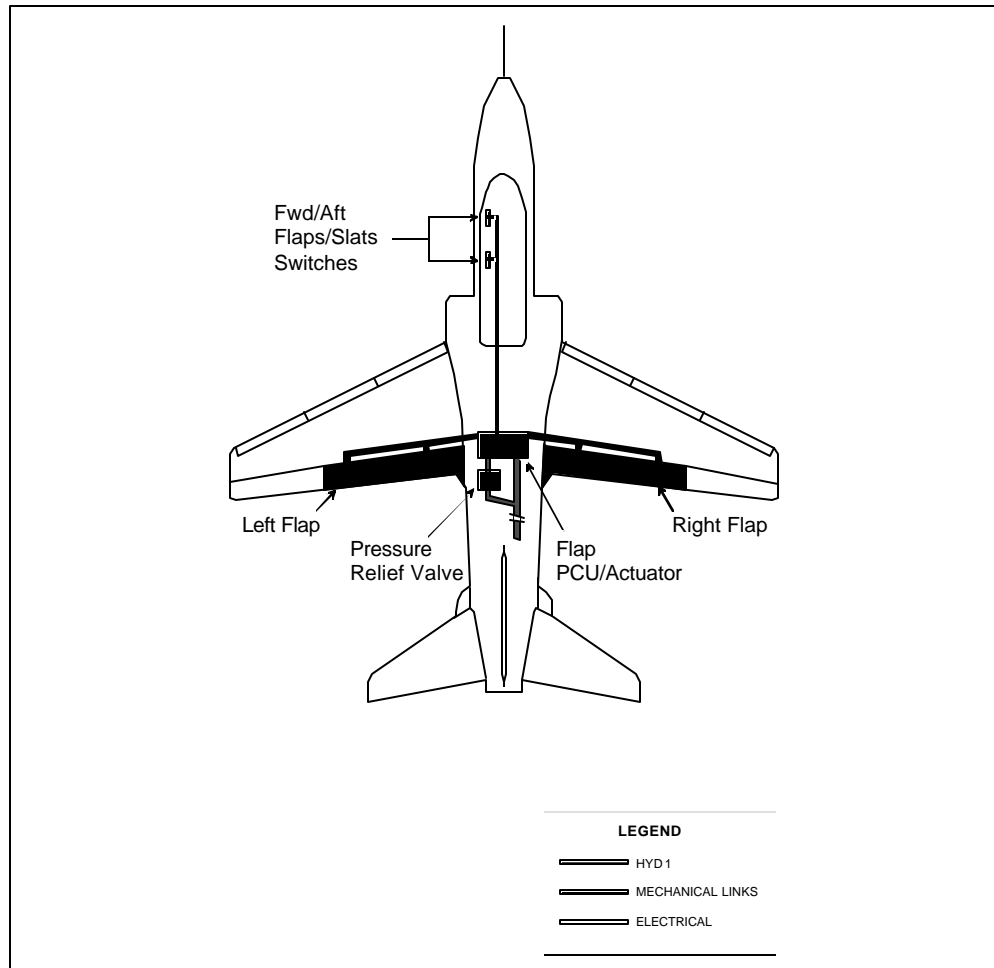 Fwd/Aft
Flaps/Slats
Switches
Left Flap
Pressure
Relief Valve
Flap
PCU/Actuator
Right Flap
LEGEND
HYD 1
MECHANICAL LINKS
ELECTRICAL